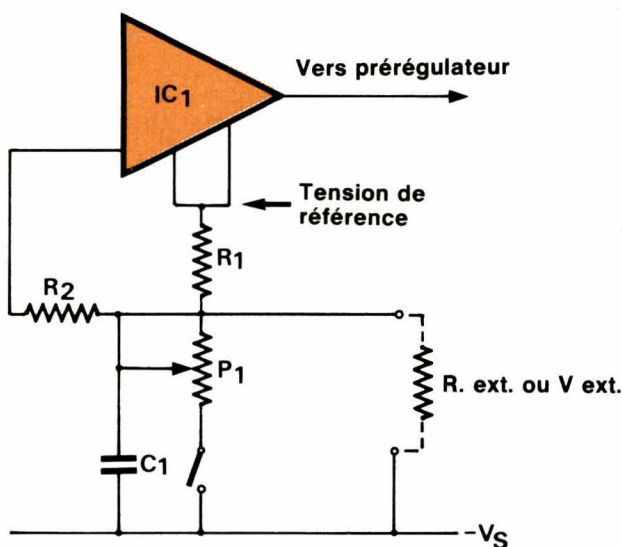 Vers prérégulateur
IC1
Tension de
référence
R1
R2
P1
R. ext. ou V ext.
C1
-VS